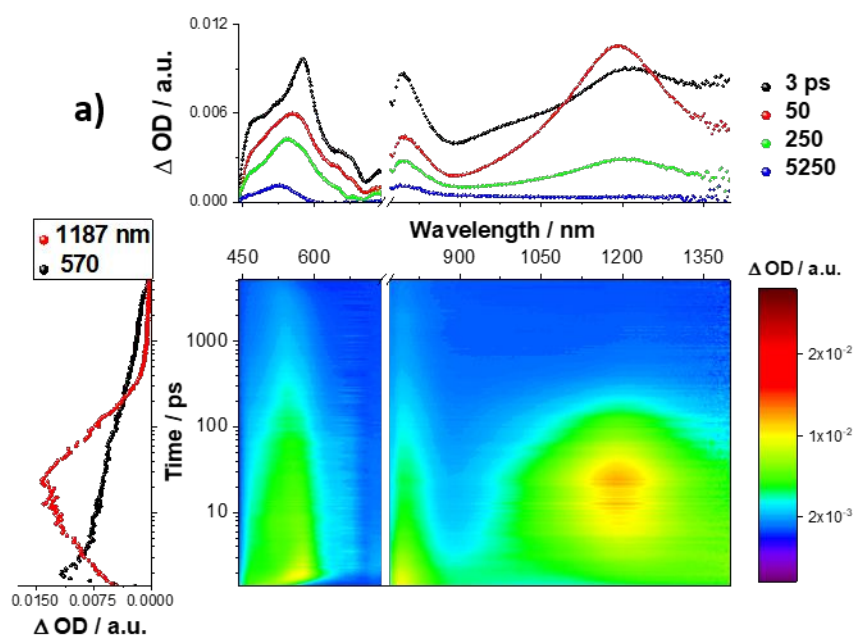 a)
Δ OD / a.u.
0.012
0.006
0.000
3 ps
50
250
5250
Wavelength / nm
450 600 900 1050 1200 1350
1187 nm
570
Time / ps
1000
100
10
0.0150 0.0075 0.0000
Δ OD / a.u.
Δ OD / a.u.
2x10⁻²
1x10⁻²
2x10⁻³